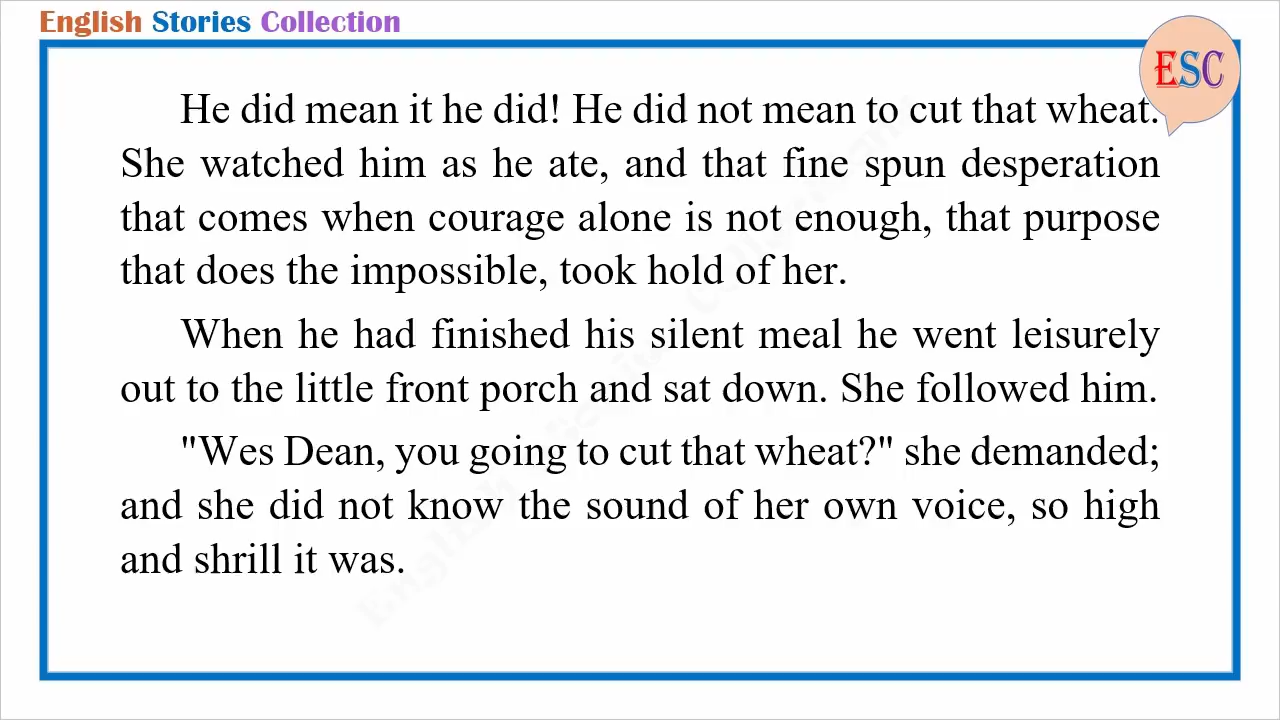 English Stories Collection
ESC
He did mean it he did! He did not mean to cut that wheat.
She watched him as he ate, and that fine spun desperation
that comes when courage alone is not enough, that purpose
that does the impossible, took hold of her.
When he had finished his silent meal he went leisurely
out to the little front porch and sat down. She followed him.
"Wes Dean, you going to cut that wheat?" she demanded;
and she did not know the sound of her own voice, so high
and shrill it was.
English Stories Collection